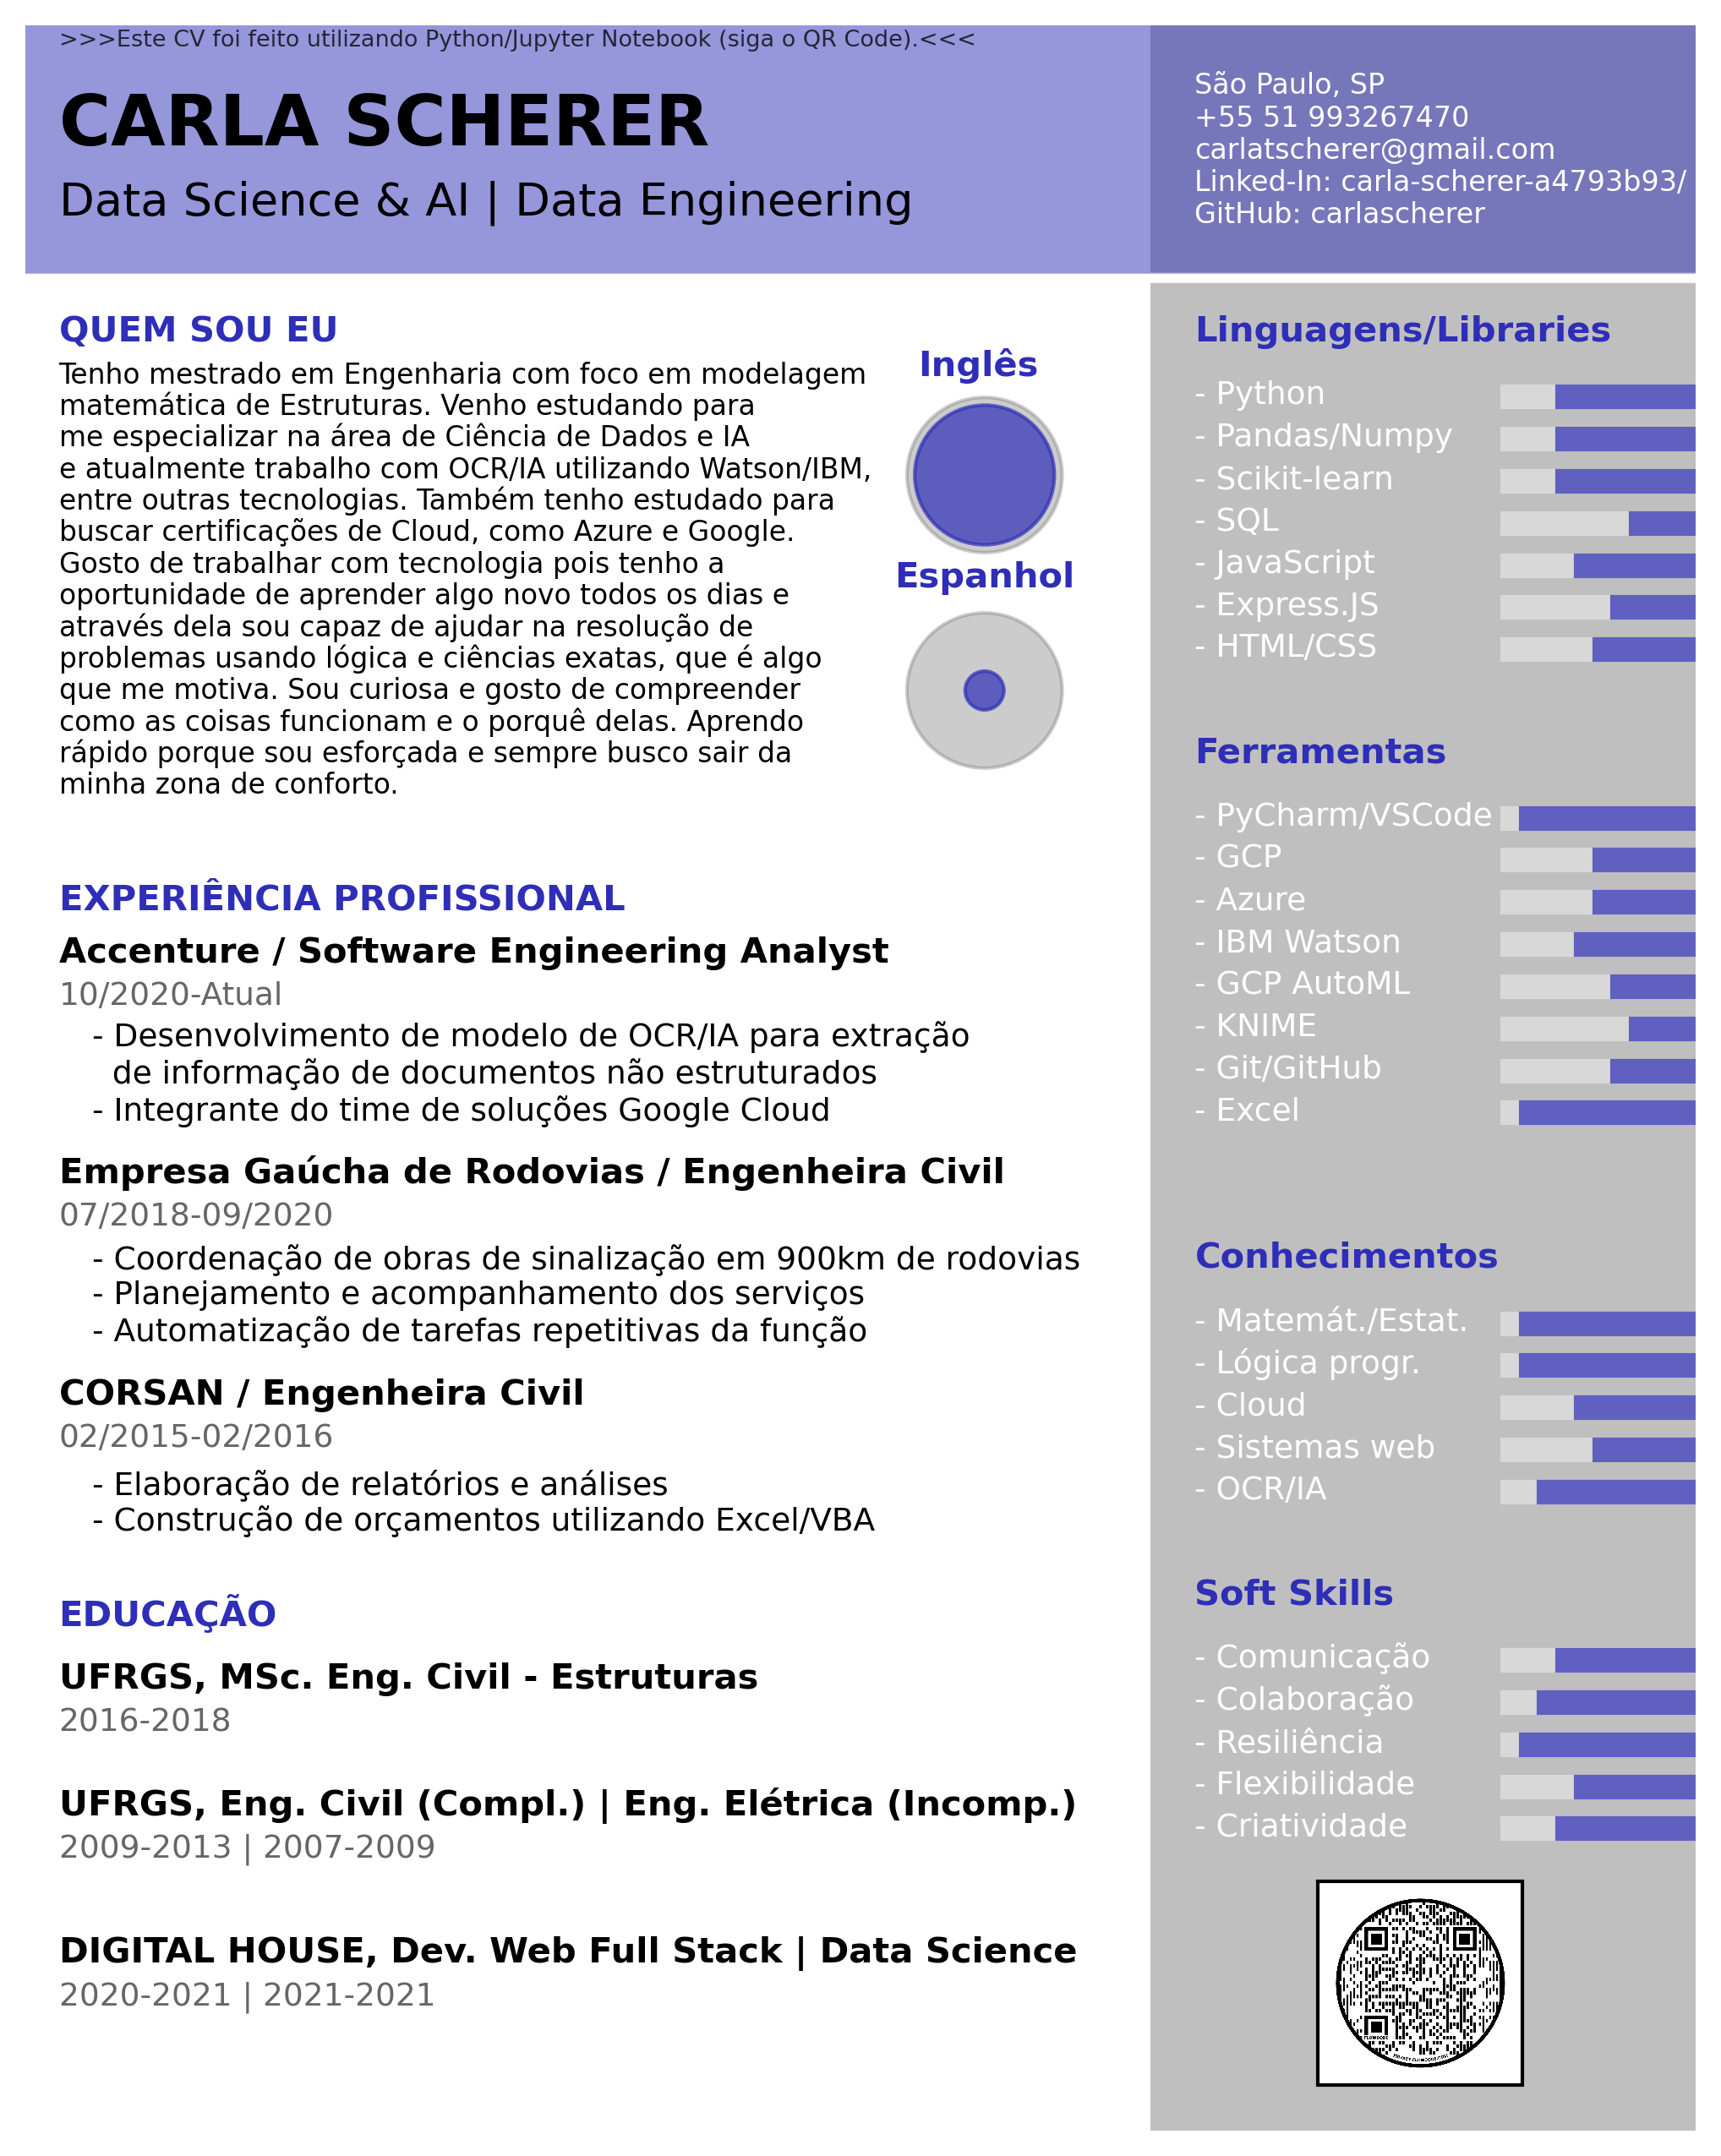 >>>Este CV foi feito utilizando Python/Jupyter Notebook (siga o QR Code).<<<
CARLA SCHERER
Data Science & AI | Data Engineering
São Paulo, SP
+55 51 993267470
carlatscherer@gmail.com
Linked-In: carla-scherer-a4793b93/
GitHub: carlascherer
QUEM SOU EU
Tenho mestrado em Engenharia com foco em modelagem
matemática de Estruturas. Venho estudando para
me especializar na área de Ciência de Dados e IA
e atualmente trabalho com OCR/IA utilizando Watson/IBM,
entre outras tecnologias. Também tenho estudado para
buscar certificações de Cloud, como Azure e Google.
Gosto de trabalhar com tecnologia pois tenho a
oportunidade de aprender algo novo todos os dias e
através dela sou capaz de ajudar na resolução de
problemas usando lógica e ciências exatas, que é algo
que me motiva. Sou curiosa e gosto de compreender
como as coisas funcionam e o porquê delas. Aprendo
rápido porque sou esforçada e sempre busco sair da
minha zona de conforto.
Inglês
Espanhol
EXPERIÊNCIA PROFISSIONAL
Accenture / Software Engineering Analyst
10/2020-Atual
- Desenvolvimento de modelo de OCR/IA para extração
de informação de documentos não estruturados
- Integrante do time de soluções Google Cloud
Empresa Gaúcha de Rodovias / Engenheira Civil
07/2018-09/2020
- Coordenação de obras de sinalização em 900km de rodovias
- Planejamento e acompanhamento dos serviços
- Automatização de tarefas repetitivas da função
CORSAN / Engenheira Civil
02/2015-02/2016
- Elaboração de relatórios e análises
- Construção de orçamentos utilizando Excel/VBA
EDUCAÇÃO
UFRGS, MSc. Eng. Civil - Estruturas
2016-2018
UFRGS, Eng. Civil (Compl.) | Eng. Elétrica (Incomp.)
2009-2013 | 2007-2009
DIGITAL HOUSE, Dev. Web Full Stack | Data Science
2020-2021 | 2021-2021
Linguagens/Libraries
- Python
- Pandas/Numpy
- Scikit-learn
- SQL
- JavaScript
- Express.JS
- HTML/CSS
Ferramentas
- PyCharm/VSCode
- GCP
- Azure
- IBM Watson
- GCP AutoML
- KNIME
- Git/GitHub
- Excel
Conhecimentos
- Matemát./Estat.
- Lógica progr.
- Cloud
- Sistemas web
- OCR/IA
Soft Skills
- Comunicação
- Colaboração
- Resiliência
- Flexibilidade
- Criatividade